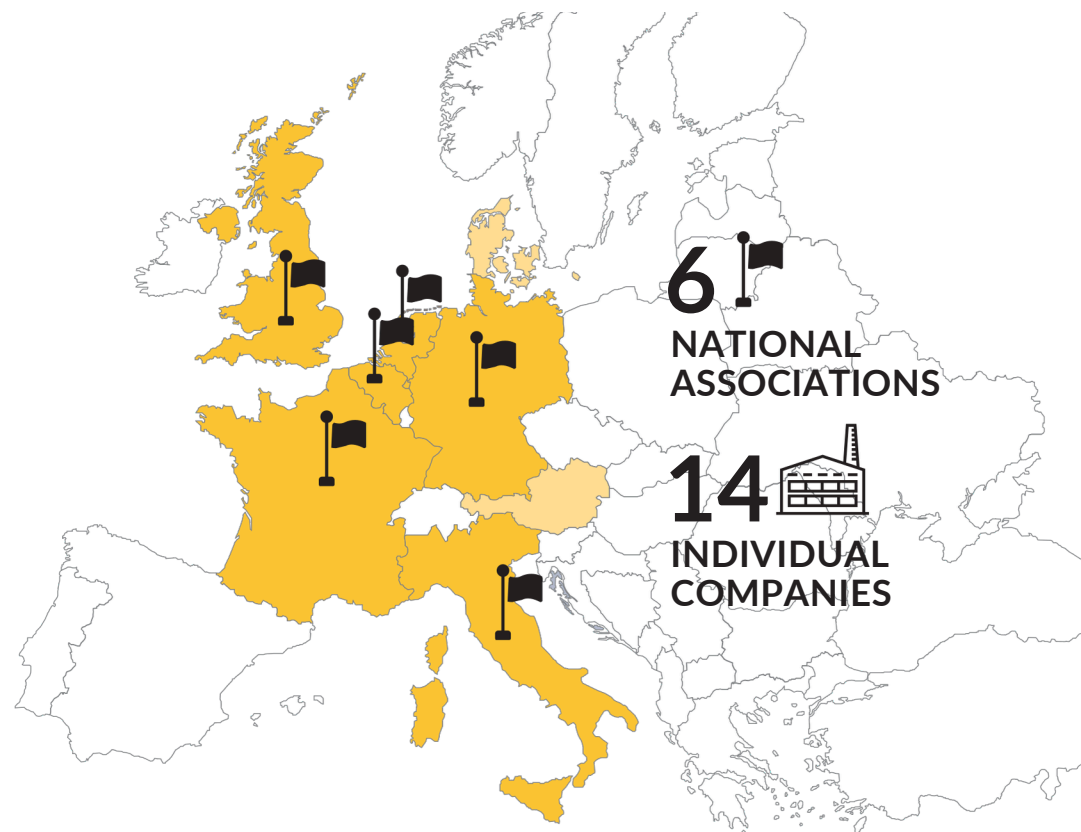 6
NATIONAL
ASSOCIATIONS
14
INDIVIDUAL
COMPANIES